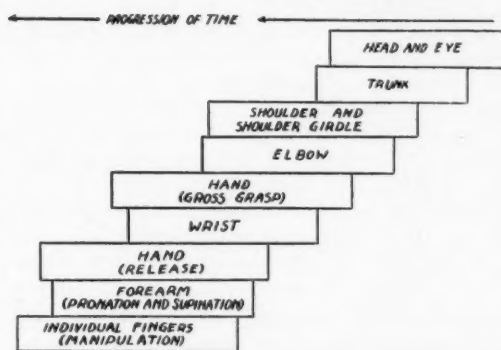 PROGRESSION OF TIME
HEAD AND EYE
TRUNK
SHOULDER AND
SHOULDER GIRDLE
ELBOW
HAND
(GROSS GRASP)
WRIST
HAND
(RELEASE)
FOREARM
(PRONATION AND SUPINATION)
INDIVIDUAL FINGERS
(MANIPULATION)